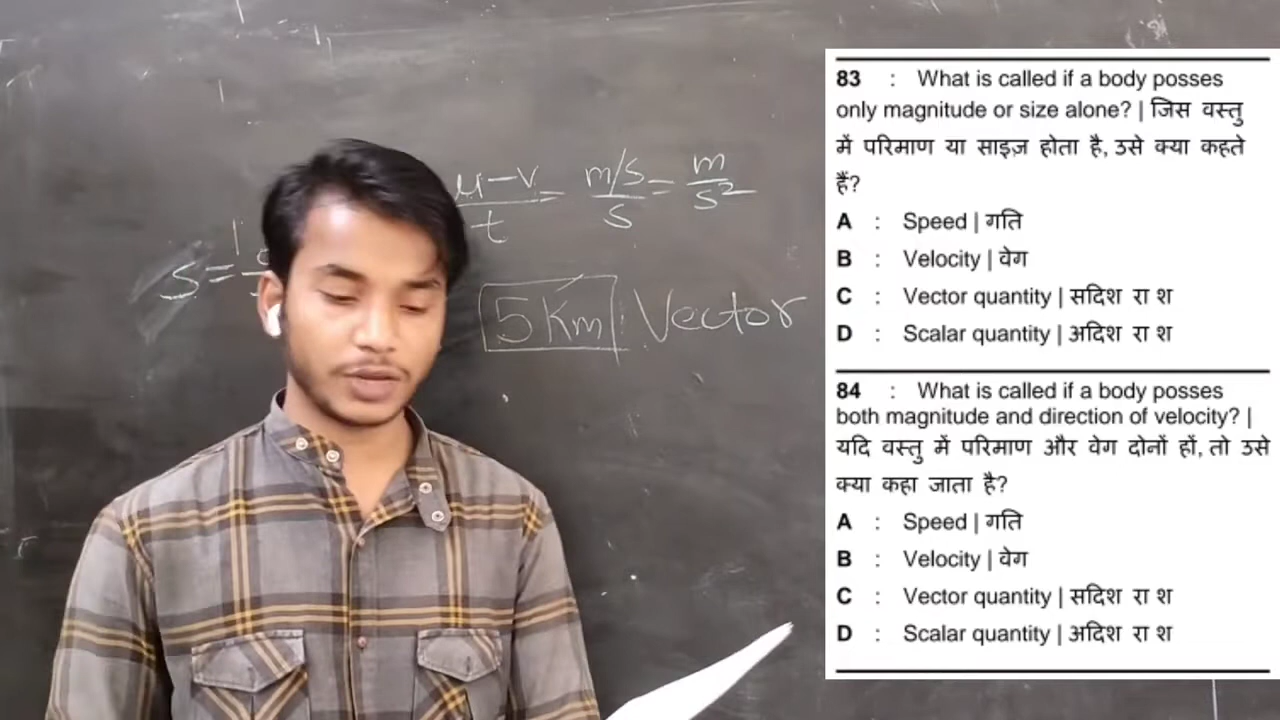 μ-v/t = m/s/s = m/s²
s=
5 Km Vector
83 : What is called if a body posses
only magnitude or size alone? | जिस वस्तु
में परिमाण या साइज़ होता है, उसे क्या कहते
हैं?
A : Speed | गति
B : Velocity | वेग
C : Vector quantity | सदिश रा श
D : Scalar quantity | अदिश रा श
84 : What is called if a body posses
both magnitude and direction of velocity? |
यदि वस्तु में परिमाण और वेग दोनों हों, तो उसे
क्या कहा जाता है?
A : Speed | गति
B : Velocity | वेग
C : Vector quantity | सदिश रा श
D : Scalar quantity | अदिश रा श